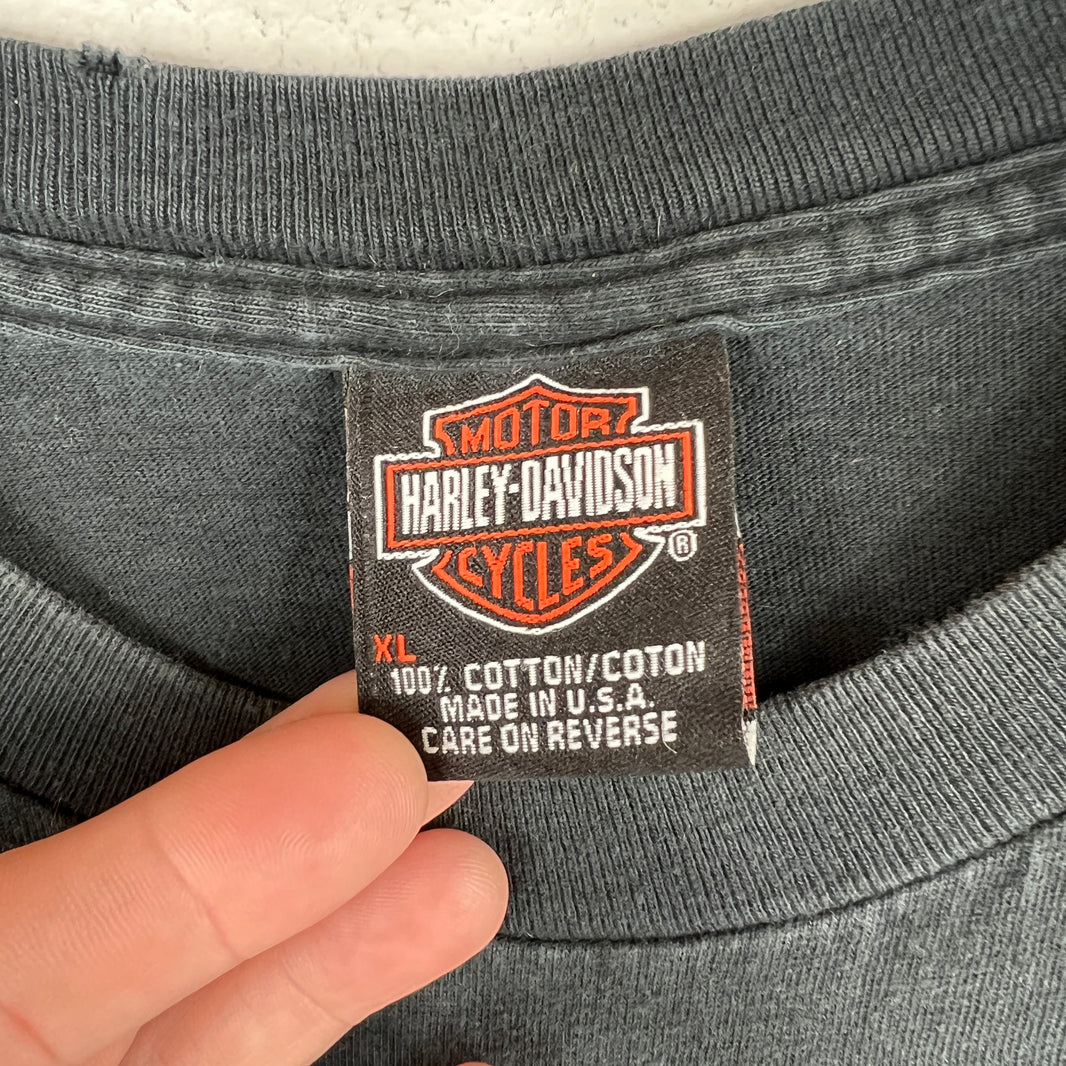 MOTOR
HARLEY-DAVIDSON
CYCLES
®
XL
100% COTTON/COTON
MADE IN U.S.A.
CARE ON REVERSE